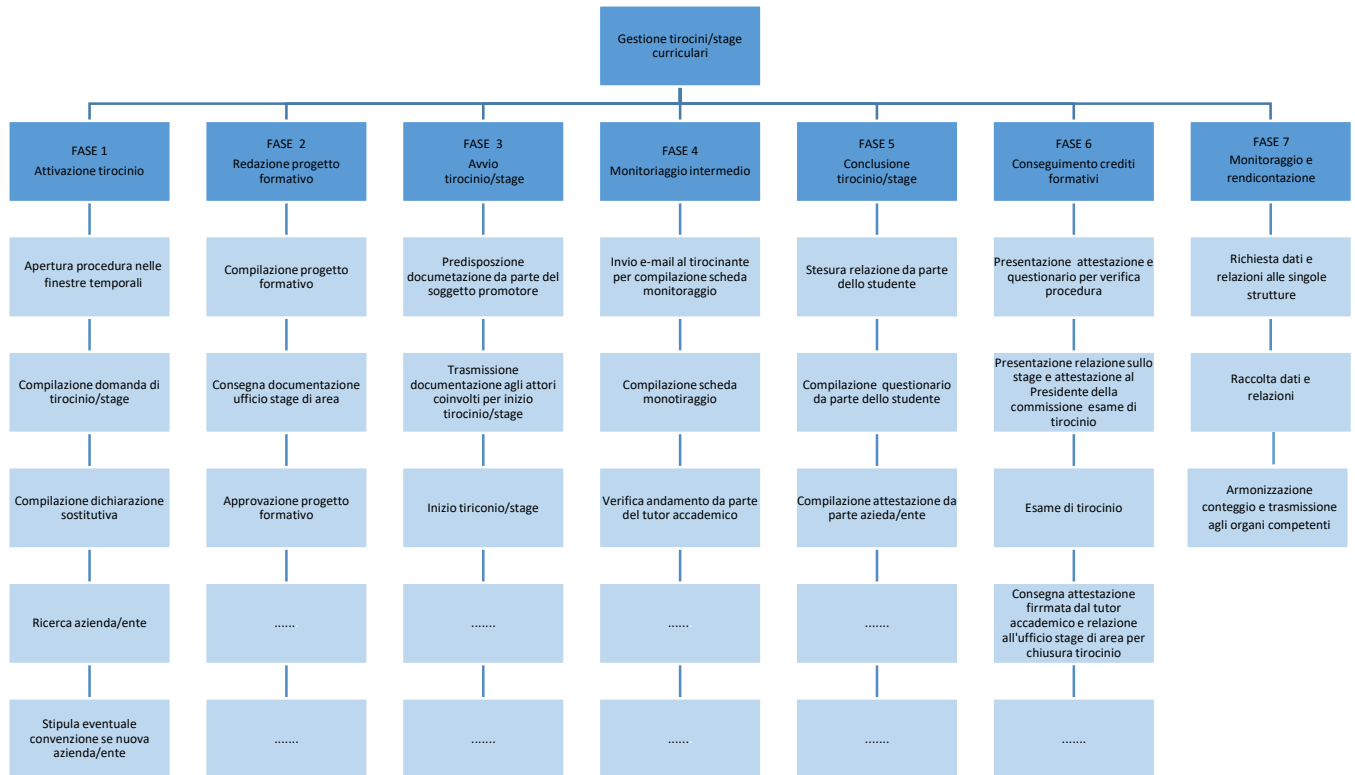 Gestione tirocini/stage
curriculari
FASE 1
Attivazione tirocinio
FASE 2
Redazione progetto
formativo
FASE 3
Avvio
tirocinio/stage
FASE 4
Monitoriaggio intermedio
FASE 5
Conclusione
tirocinio/stage
FASE 6
Conseguimento crediti
formativi
FASE 7
Monitoraggio e
rendicontazione
Apertura procedura nelle
finestre temporali
Compilazione progetto
formativo
Predisposzione
documetazione da parte del
soggetto promotore
Invio e-mail al tirocinante
per compilazione scheda
monitoraggio
Stesura relazione da parte
dello studente
Presentazione attestazione e
questionario per verifica
procedura
Richiesta dati e
relazioni alle singole
strutture
Compilazione domanda di
tirocinio/stage
Consegna documentazione
ufficio stage di area
Trasmissione
documentazione agli attori
coinvolti per inizio
tirocinio/stage
Compilazione scheda
monotiraggio
Compilazione questionario
da parte dello studente
Presentazione relazione sullo
stage e attestazione al
Presidente della
commissione esame di
tirocinio
Raccolta dati e
relazioni
Compilazione dichiarazione
sostitutiva
Approvazione progetto
formativo
Inizio tiriconio/stage
Verifica andamento da parte
del tutor accademico
Compilazione attestazione da
parte azieda/ente
Esame di tirocinio
Armonizzazione
conteggio e trasmissione
agli organi competenti
Ricerca azienda/ente
.......
.......
.......
.......
Consegna attestazione
firrmata dal tutor
accademico e relazione
all'ufficio stage di area per
chiusura tirocinio
Stipula eventuale
convenzione se nuova
azienda/ente
.......
.......
.......
.......
.......